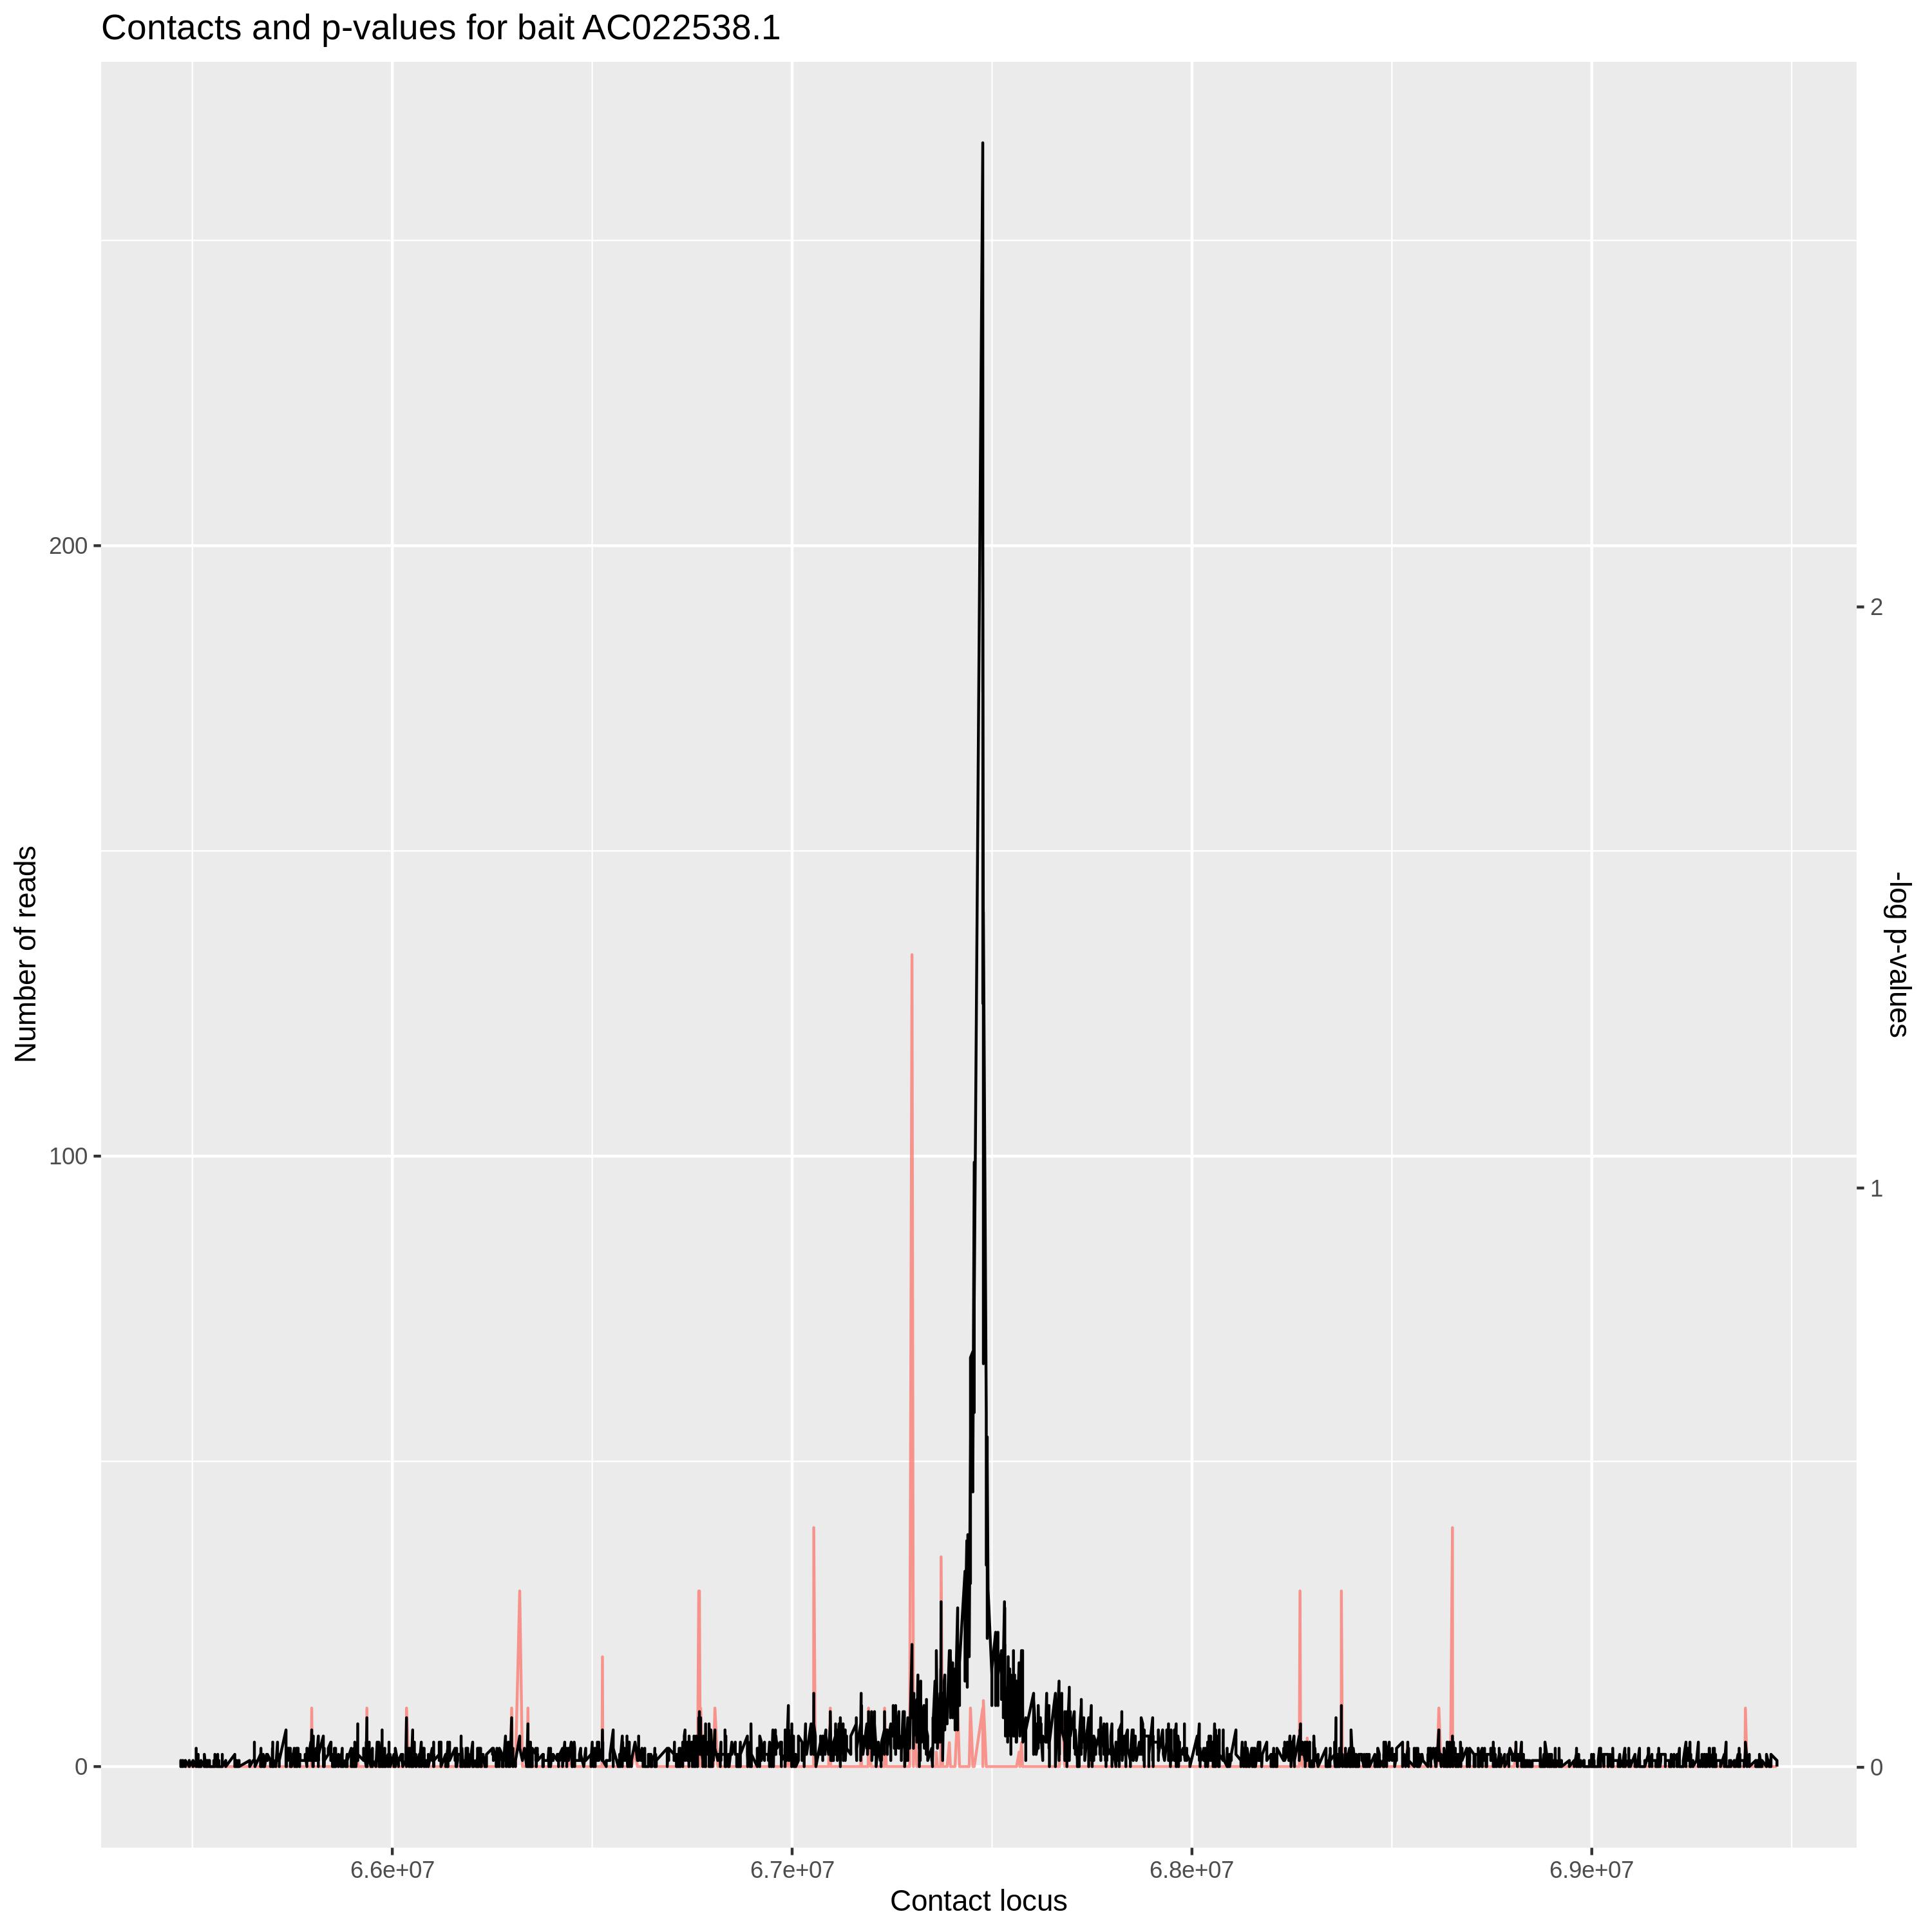 Contacts and p-values for bait AC022538.1
Number of reads
200
100
0
2
1
0
-log p-values
6.6e+07 6.7e+07 6.8e+07 6.9e+07
Contact locus